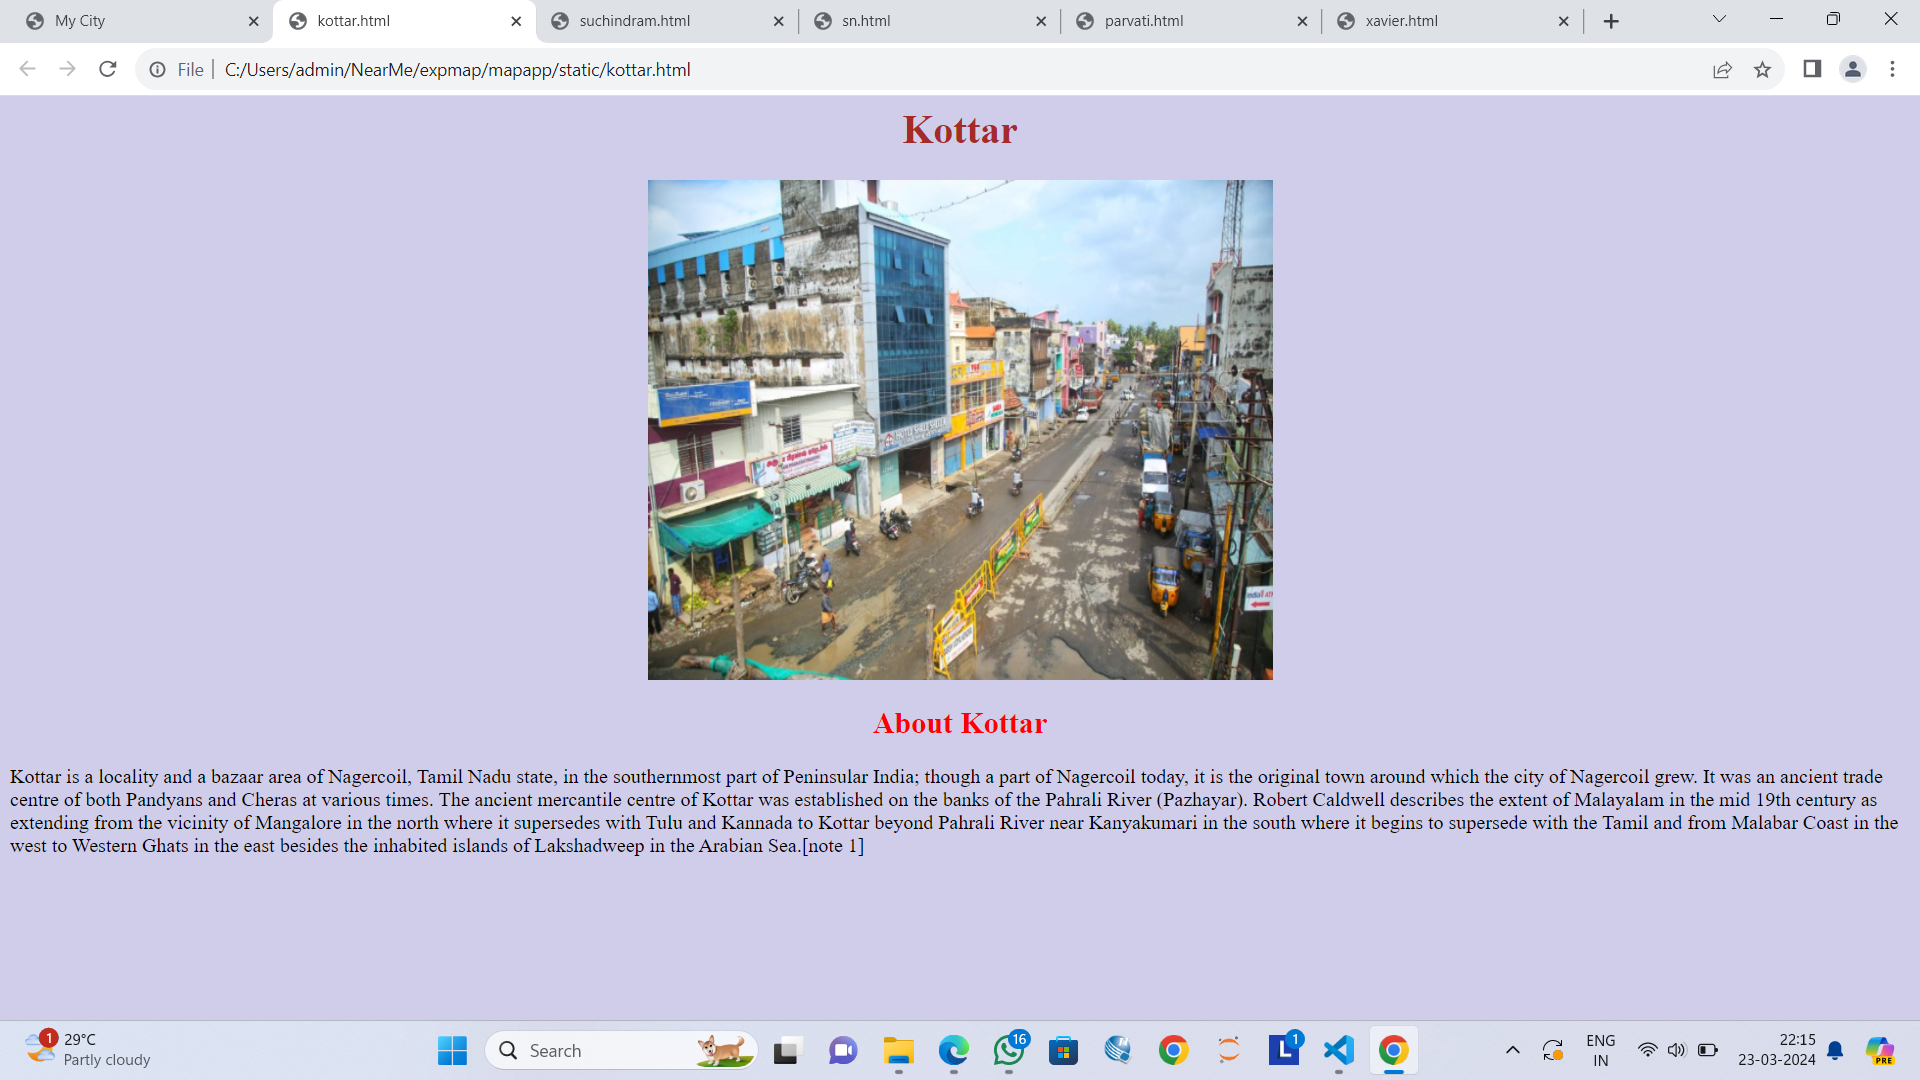 My City
kottar.html
suchindram.html
sn.html
parvati.html
xavier.html
File
C:/Users/admin/NearMe/expmap/mapapp/static/kottar.html
Kottar
About Kottar
Kottar is a locality and a bazaar area of Nagercoil, Tamil Nadu state, in the southernmost part of Peninsular India; though a part of Nagercoil today, it is the original town around which the city of Nagercoil grew. It was an ancient trade
centre of both Pandyans and Cheras at various times. The ancient mercantile centre of Kottar was established on the banks of the Pahrali River (Pazhayar). Robert Caldwell describes the extent of Malayalam in the mid 19th century as
extending from the vicinity of Mangalore in the north where it supersedes with Tulu and Kannada to Kottar beyond Pahrali River near Kanyakumari in the south where it begins to supersede with the Tamil and from Malabar Coast in the
west to Western Ghats in the east besides the inhabited islands of Lakshadweep in the Arabian Sea.[note 1]
1
29°C
Partly cloudy
Search
16
1
ENG
IN
22:15
23-03-2024
PRE